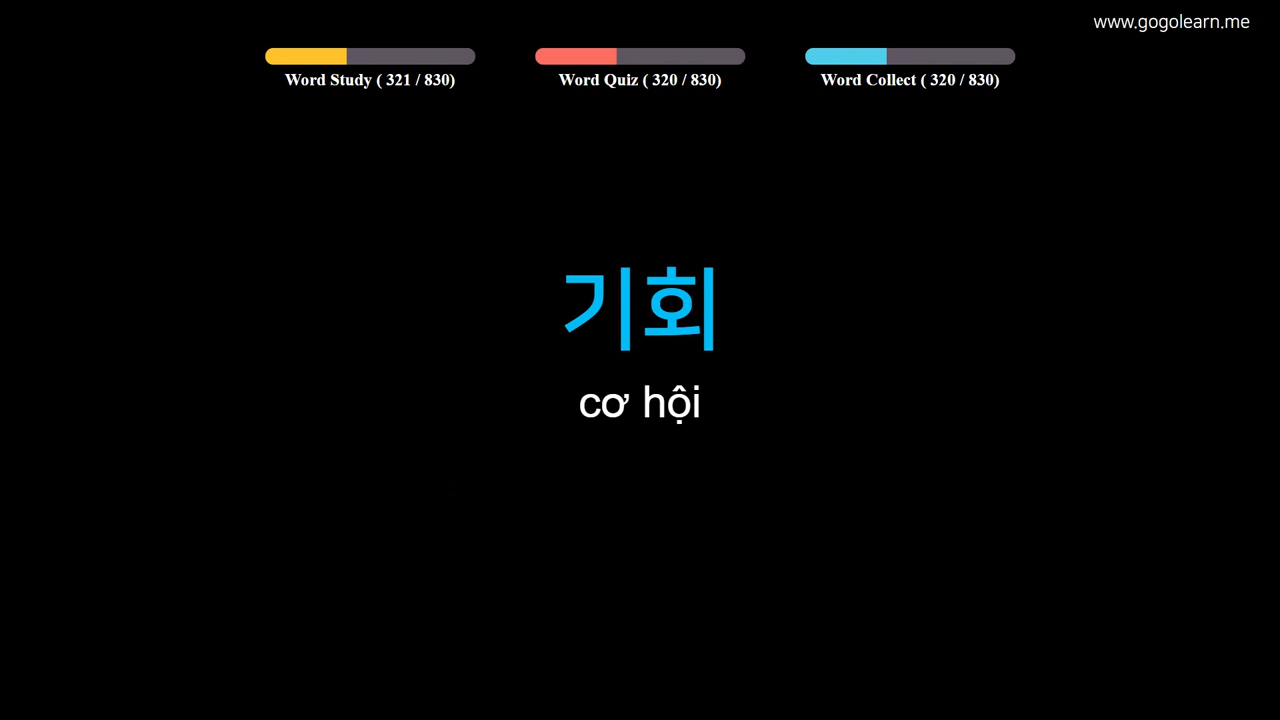 www.gogolearn.me
Word Study ( 321 / 830)
Word Quiz ( 320 / 830)
Word Collect ( 320 / 830)
기회
cơ hội